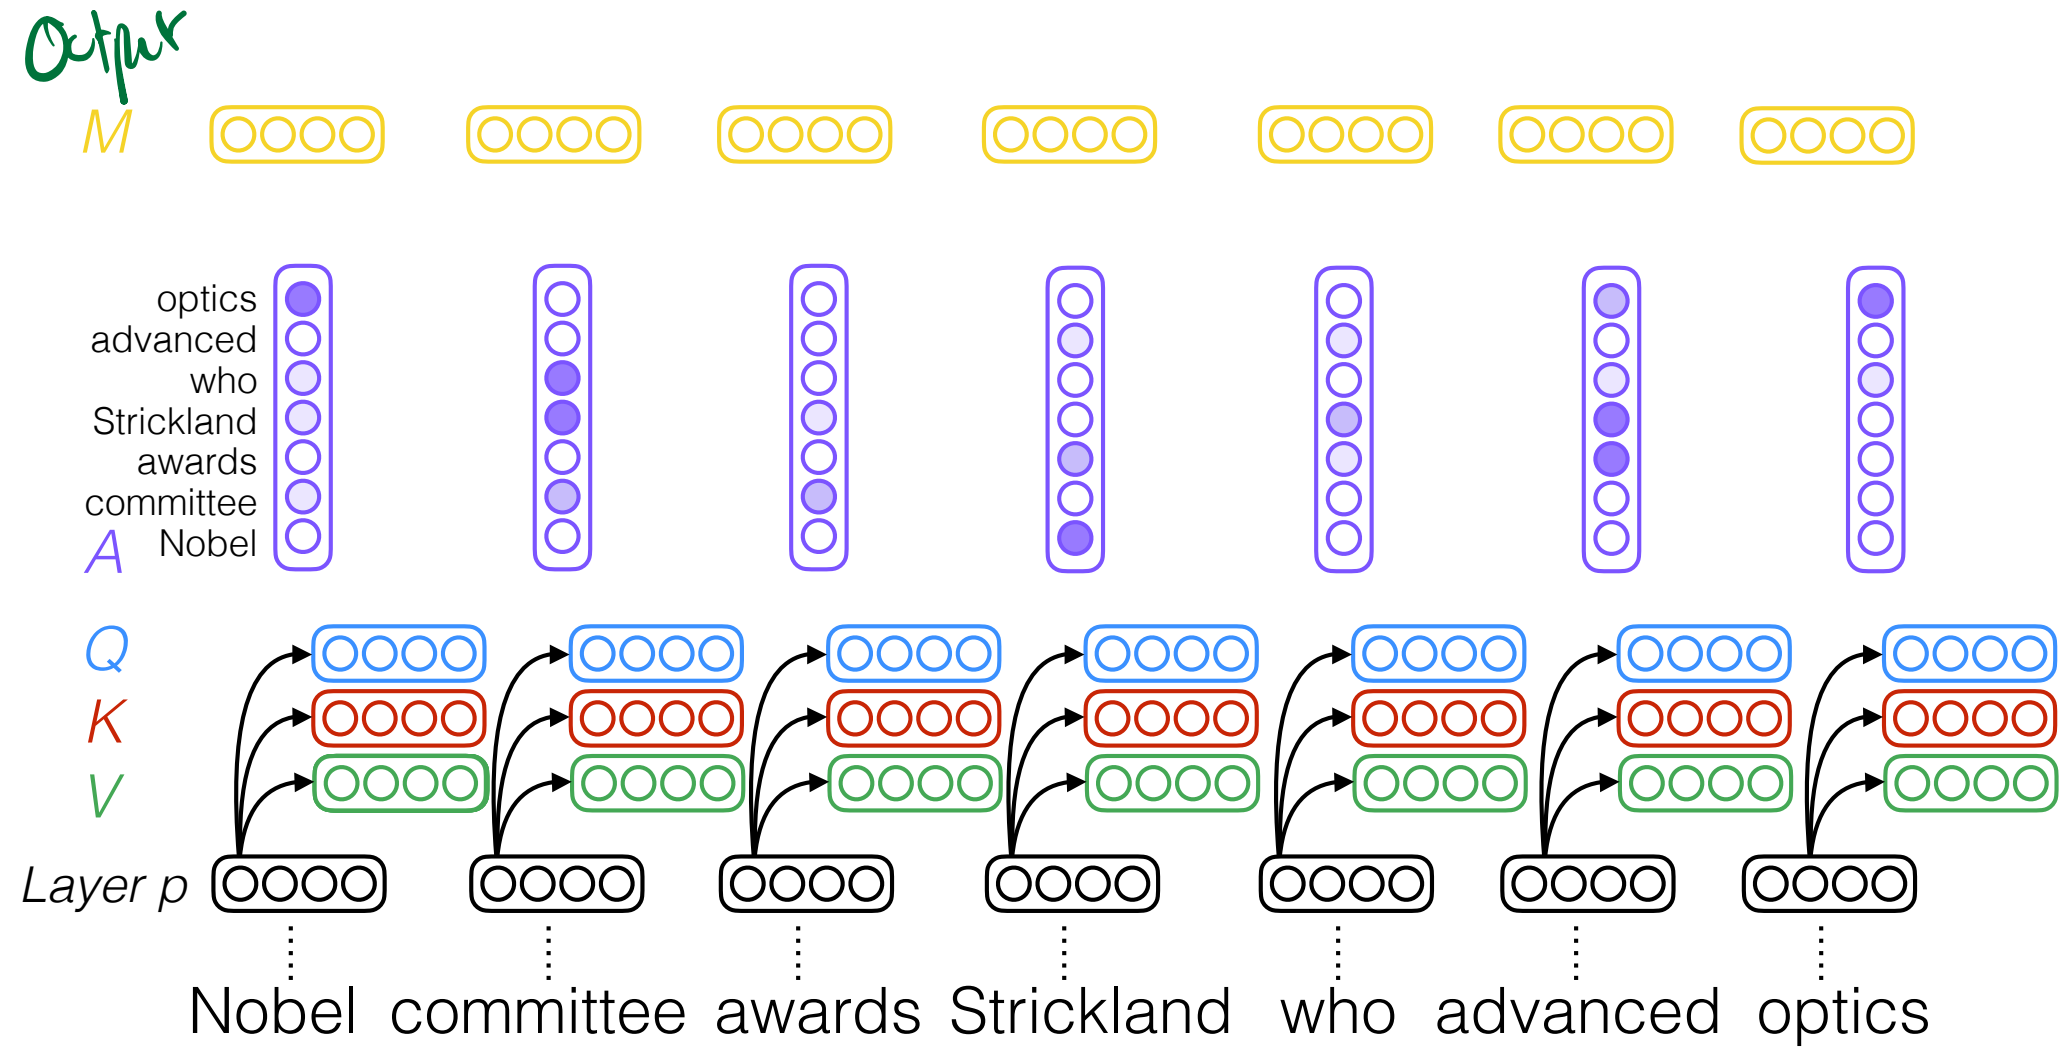 Output
M
optics
advanced
who
Strickland
awards
committee
A Nobel
Q
K
V
Layer p
Nobel committee awards Strickland who advanced optics